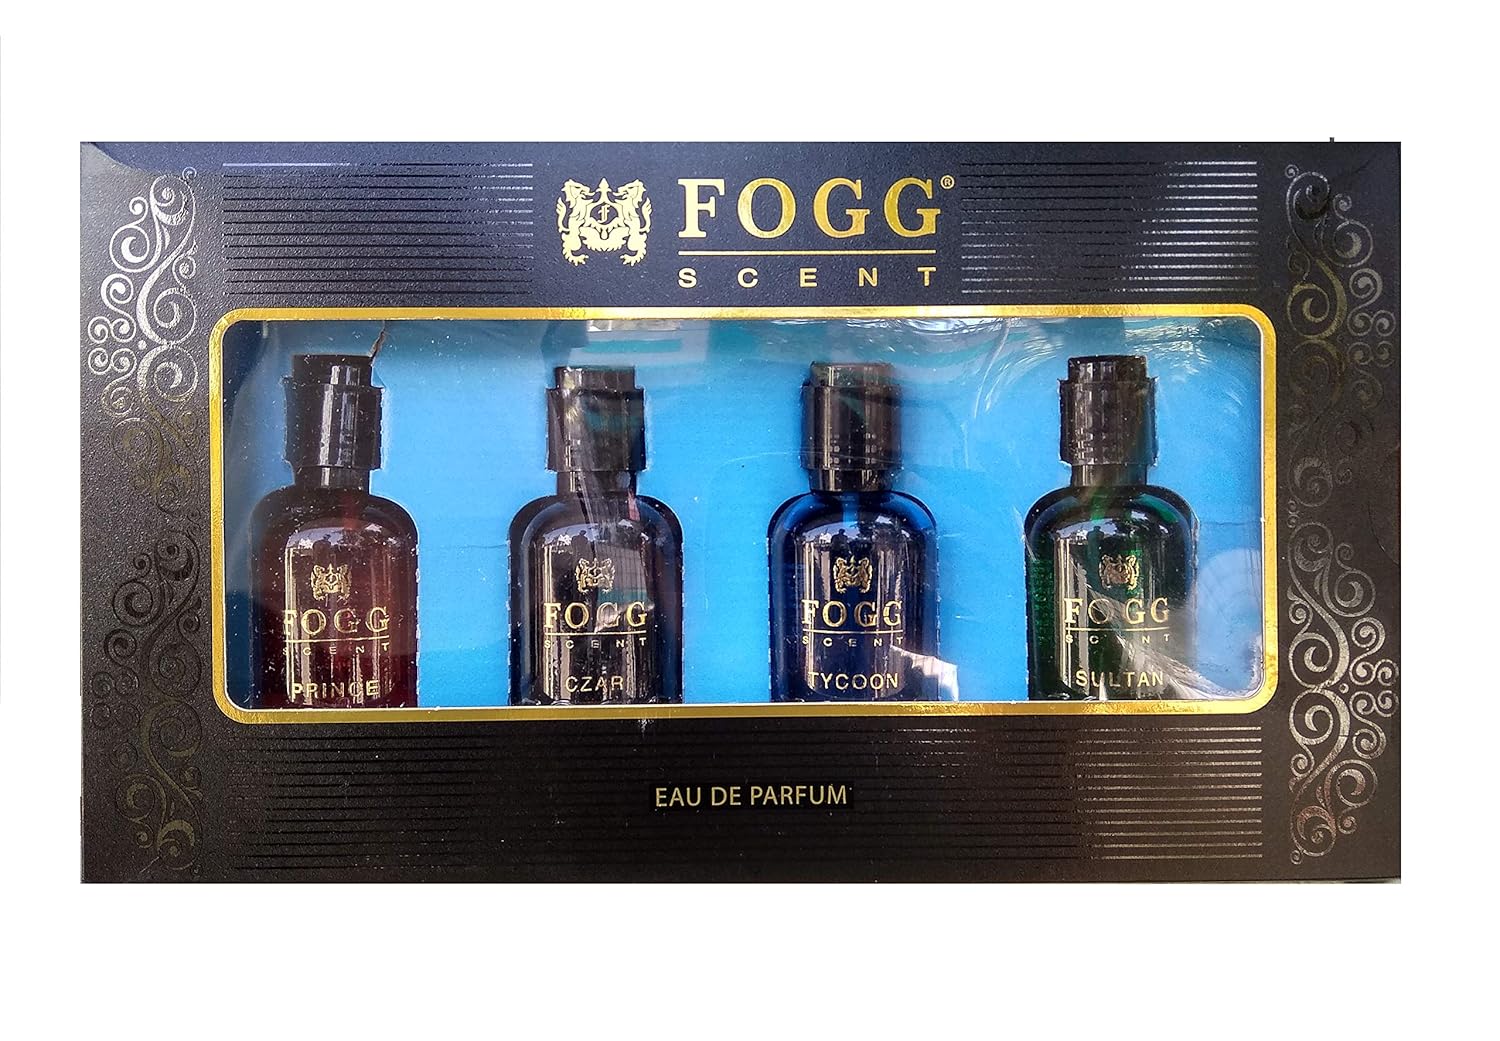 FOGG®
SCENT
FOGG
SCENT
PRINCE
FOGG
SCENT
CZAR
FOGG
SCENT
TYCOON
FOGG
SCENT
SULTAN
EAU DE PARFUM